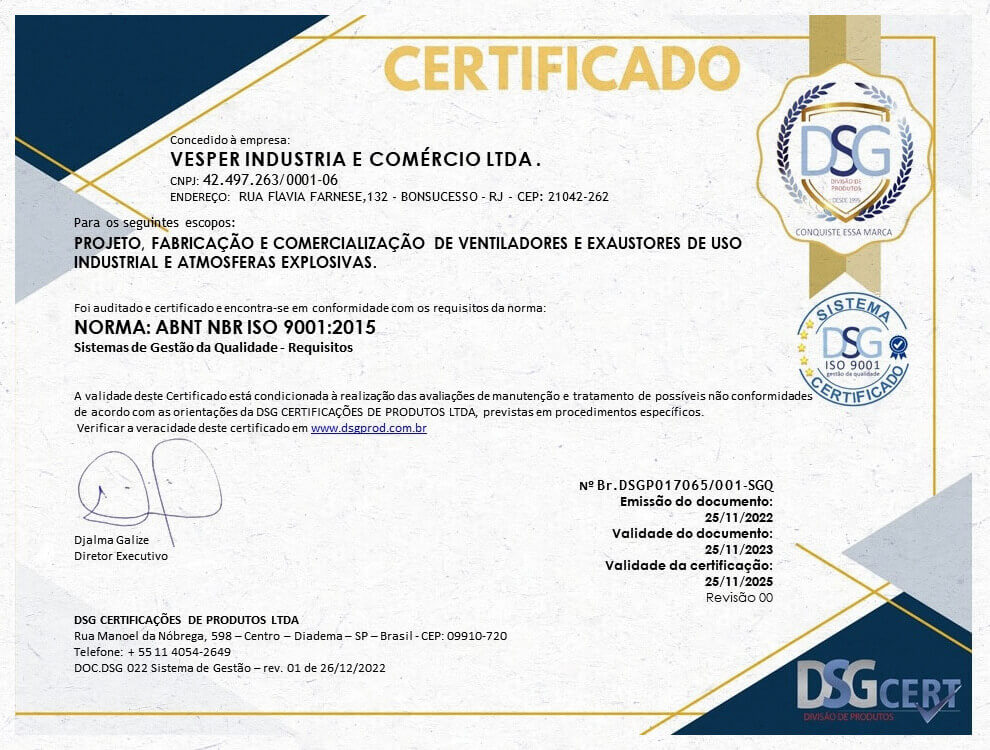 CERTIFICADO
DSG
DIVISÃO DE
PRODUTOS
DESDE 1996
CONQUISTE ESSA MARCA
Concedido à empresa:
VESPER INDUSTRIA E COMÉRCIO LTDA .
CNPJ: 42.497.263/0001-06
ENDEREÇO: RUA FlAVIA FARNESE,132 - BONSUCESSO - RJ - CEP: 21042-262
Para os seguintes escopos:
PROJETO, FABRICAÇÃO E COMERCIALIZAÇÃO DE VENTILADORES E EXAUSTORES DE USO
INDUSTRIAL E ATMOSFERAS EXPLOSIVAS.
Foi auditado e certificado e encontra-se em conformidade com os requisitos da norma:
NORMA: ABNT NBR ISO 9001:2015
Sistemas de Gestão da Qualidade - Requisitos
SISTEMA
DSG
ISO 9001
gestão da qualidade
CERTIFICADO
A validade deste Certificado está condicionada à realização das avaliações de manutenção e tratamento de possíveis não conformidades
de acordo com as orientações da DSG CERTIFICAÇÕES DE PRODUTOS LTDA, previstas em procedimentos específicos.
Verificar a veracidade deste certificado em www.dsgprod.com.br
Djalma Galize
Diretor Executivo
Nº Br.DSGP017065/001-SGQ
Emissão do documento:
25/11/2022
Validade do documento:
25/11/2023
Validade da certificação:
25/11/2025
Revisão 00
DSG CERTIFICAÇÕES DE PRODUTOS LTDA
Rua Manoel da Nóbrega, 598 – Centro – Diadema – SP – Brasil - CEP: 09910-720
Telefone: + 55 11 4054-2649
DOC.DSG 022 Sistema de Gestão – rev. 01 de 26/12/2022
DSGCERT
DIVISÃO DE PRODUTOS